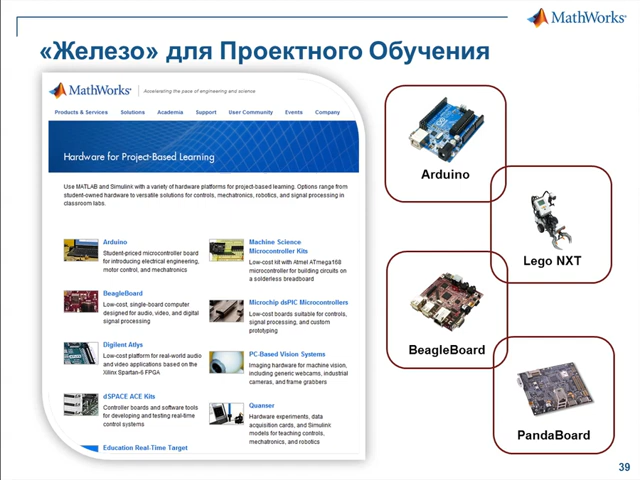 MathWorks®
«Железо» для Проектного Обучения
MathWorks®
Accelerating the pace of engineering and science
Products & Services Solutions Academia Support User Community Events Company
Hardware for Project-Based Learning
Use MATLAB and Simulink with a variety of hardware platforms for project-based learning. Options range from
student-owned hardware to versatile solutions for controls, mechatronics, robotics, and signal processing in
classroom labs.
Arduino
Student-priced microcontroller board
for introducing electrical engineering,
motor control, and mechatronics
BeagleBoard
Low-cost, single-board computer
designed for audio, video, and digital
signal processing
Digilent Atlys
Low-cost platform for real-world audio
and video applications based on the
Xilinx Spartan-6 FPGA
dSPACE ACE Kits
Controller boards and software tools
for developing and testing real-time
control systems
Education Real-Time Target
Machine Science
Microcontroller Kits
Low-cost kit with Atmel ATmega168
microcontroller for building circuits on
a solderless breadboard
Microchip dsPIC Microcontrollers
Low-cost boards suitable for controls,
signal processing, and custom
prototyping
PC-Based Vision Systems
Imaging hardware for machine vision,
including generic webcams, industrial
cameras, and frame grabbers
Quanser
Hardware experiments, data
acquisition cards, and Simulink
models for teaching controls,
mechatronics, and robotics
Arduino
Lego NXT
BeagleBoard
PandaBoard
39